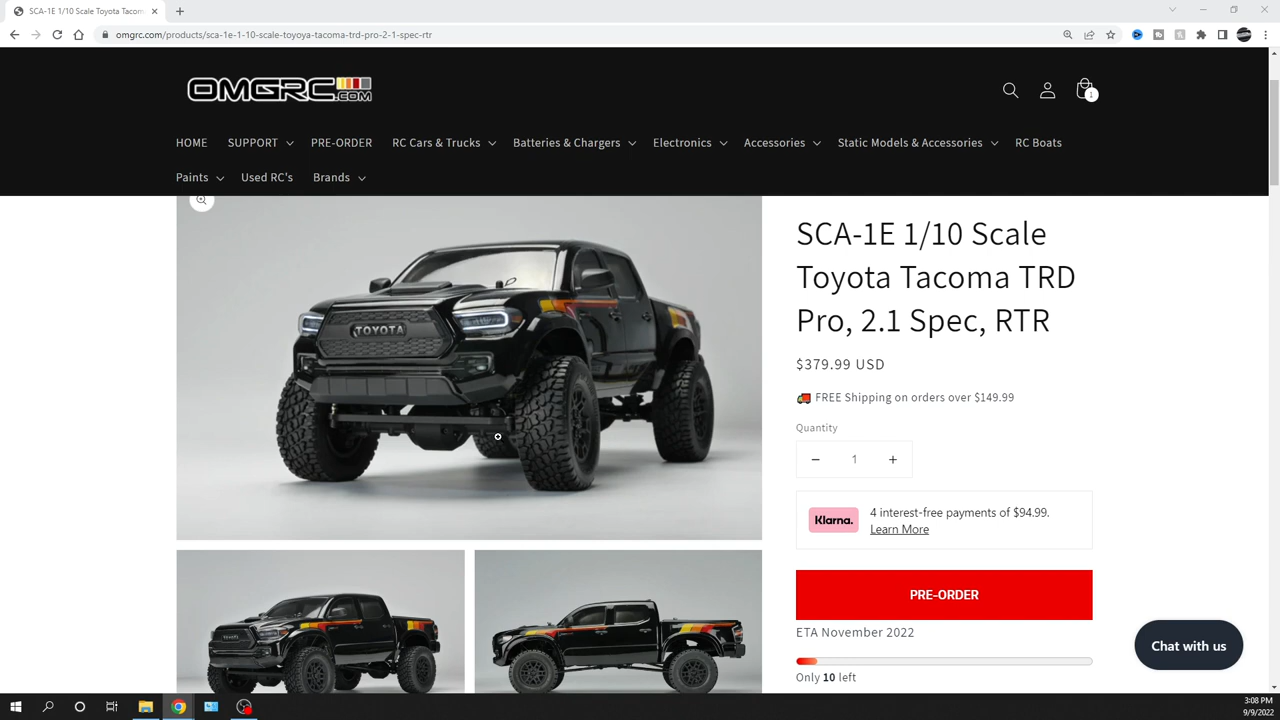 SCA-1E 1/10 Scale Toyota Tacom
omgrc.com/products/sca-1e-1-10-scale-toyoya-tacoma-trd-pro-2-1-spec-rtr
OMGRC.COM
1
HOME SUPPORT PRE-ORDER RC Cars & Trucks Batteries & Chargers Electronics Accessories Static Models & Accessories RC Boats
Paints Used RC's Brands
TOYOTA
SCA-1E 1/10 Scale
Toyota Tacoma TRD
Pro, 2.1 Spec, RTR
$379.99 USD
FREE Shipping on orders over $149.99
Quantity
− 1 +
Klarna.
4 interest-free payments of $94.99.
Learn More
PRE-ORDER
ETA November 2022
Only 10 left
TOYOTA
Chat with us
3:08 PM
9/9/2022